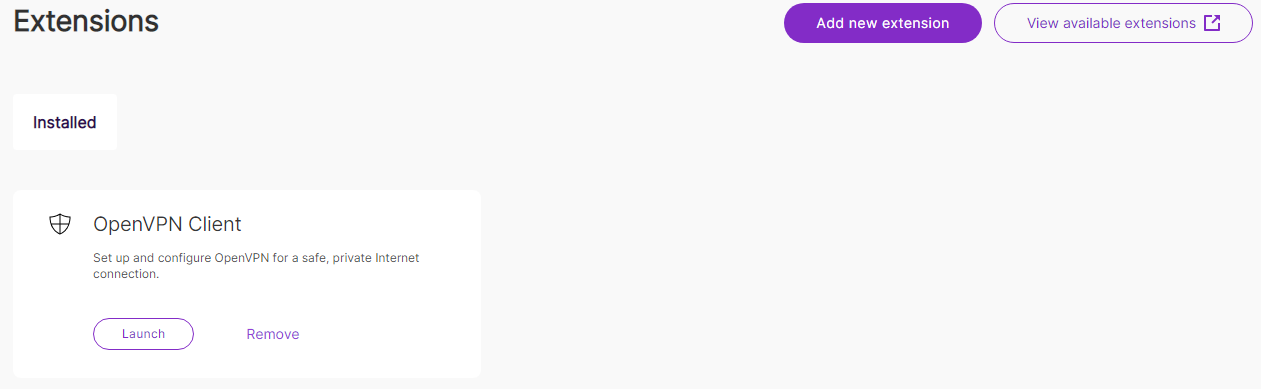 Extensions
Add new extension
View available extensions
Installed
OpenVPN Client
Set up and configure OpenVPN for a safe, private Internet
connection.
Launch
Remove